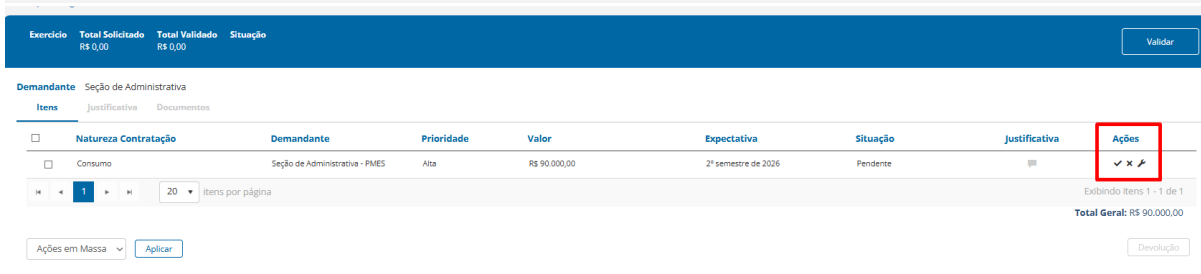 Exercicio Total Solicitado Total Validado Situação
R$ 0,00 R$ 0,00
Validar
Demandante Seção de Administrativa
Itens Justificativa Documentos
Natureza Contratação Demandante Prioridade Valor Expectativa Situação Justificativa Ações
Consumo Seção de Administrativa - PMES Alta R$ 90.000,00 2º semestre de 2026 Pendente
1 20 itens por página Exibindo itens 1 - 1 de 1
Total Geral: R$ 90.000,00
Ações em Massa Aplicar Devolução